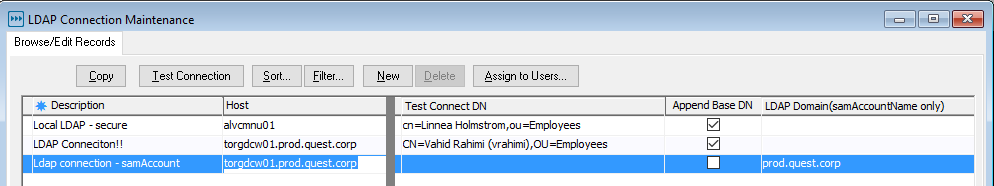 LDAP Connection Maintenance
Browse/Edit Records
Copy Test Connection Sort... Filter... New Delete Assign to Users...
Description Host Test Connect DN Append Base DN LDAP Domain(samAccountName only)
Local LDAP - secure alvcmnu01 cn=Linnea Holmstrom,ou=Employees
LDAP Conneciton!! torgdcw01.prod.quest.corp CN=Vahid Rahimi (vrahimi),OU=Employees
Ldap connection - samAccount torgdcw01.prod.quest.corp prod.quest.corp